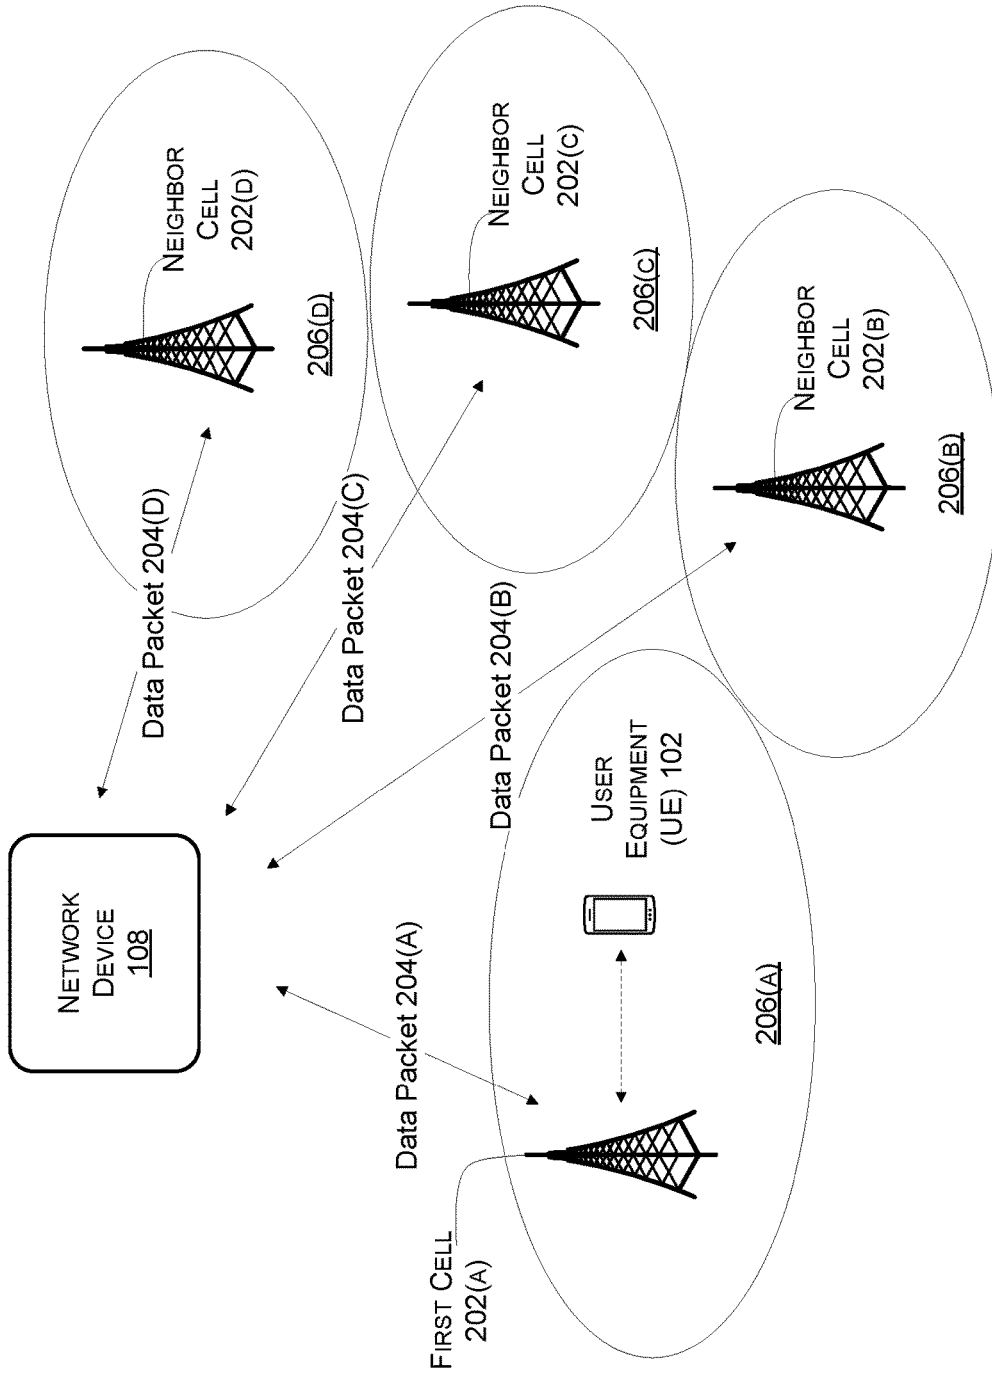 NETWORK
DEVICE
108
Data Packet 204(D)
NEIGHBOR
CELL
202(D)
206(D)
Data Packet 204(C)
NEIGHBOR
CELL
202(C)
206(C)
Data Packet 204(B)
NEIGHBOR
CELL
202(B)
206(B)
Data Packet 204(A)
FIRST CELL
202(A)
USER
EQUIPMENT
(UE) 102
206(A)